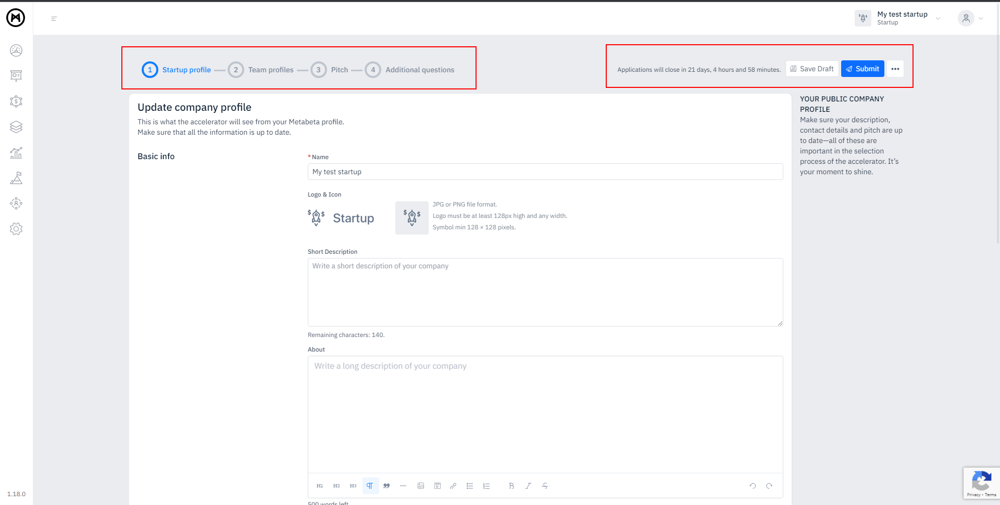 My test startup
Startup
1 Startup profile 2 Team profiles 3 Pitch 4 Additional questions
Applications will close in 21 days, 4 hours and 58 minutes. Save Draft Submit
Update company profile
This is what the accelerator will see from your Metabeta profile.
Make sure that all the information is up to date.
YOUR PUBLIC COMPANY
PROFILE
Make sure your description,
contact details and pitch are up
to date—all of these are
important in the selection
process of the accelerator. It's
your moment to shine.
Basic info
* Name
My test startup
Logo & Icon
$ $ Startup
$ $
JPG or PNG file format.
Logo must be at least 128px high and any width.
Symbol min 128 × 128 pixels.
Short Description
Write a short description of your company
Remaining characters: 140.
About
Write a long description of your company
H1 H2 H3 B I S
500 words left
1.18.0
Privacy - Terms